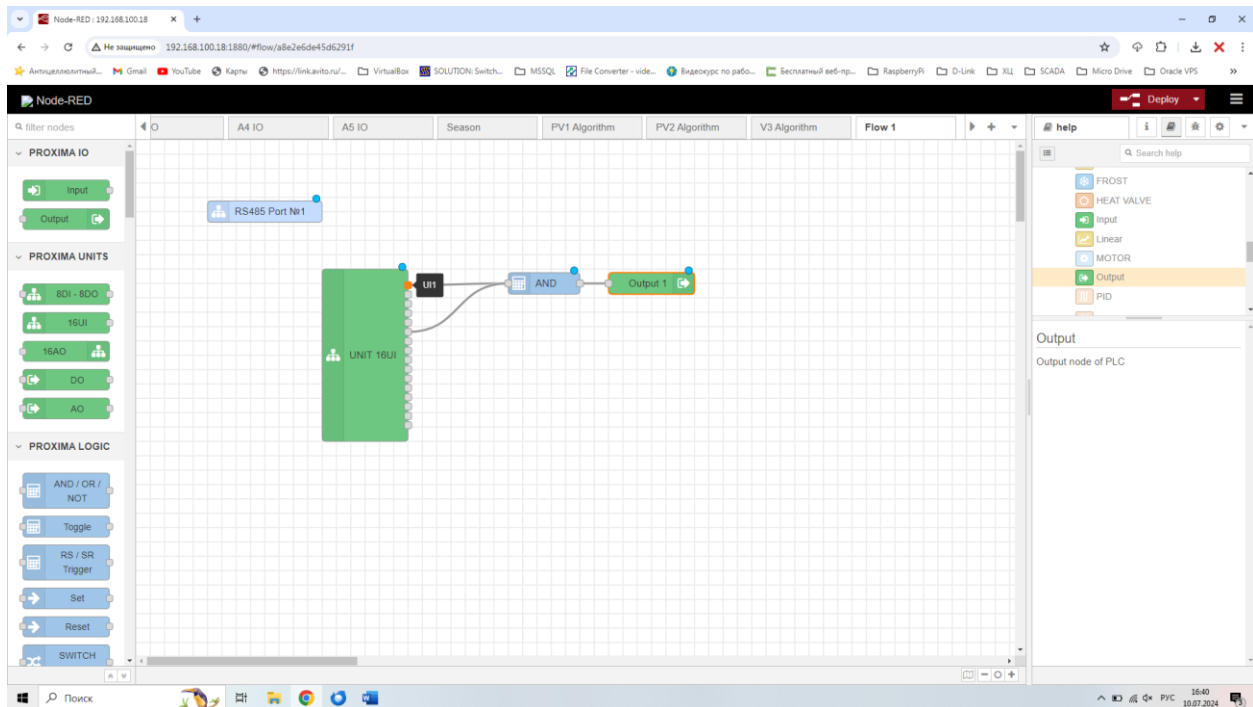 Node-RED : 192.168.100.18
Не защищено 192.168.100.18:1880/#flow/a8e2e6de45d6291f
Антицеллюлитный... Gmail YouTube Карты https://link.avito.ru/... VirtualBox SOLUTION: Switch... MSSQL File Converter - vide... Видеокурс по рабо... Бесплатный веб-пр... RaspberryPi D-Link ХЦ SCADA Micro Drive Oracle VPS »
Node-RED Deploy
filter nodes O A4 IO A5 IO Season PV1 Algorithm PV2 Algorithm V3 Algorithm Flow 1 help
PROXIMA IO
Input
Output
PROXIMA UNITS
8DI - 8DO
16UI
16AO
DO
AO
PROXIMA LOGIC
AND / OR /
NOT
Toggle
RS / SR
Trigger
Set
Reset
SWITCH
RS485 Port №1
UI1 AND Output 1
UNIT 16UI
Search help
FROST
HEAT VALVE
Input
Linear
MOTOR
Output
PID
Output
Output node of PLC
Поиск
РУС 16:40
10.07.2024